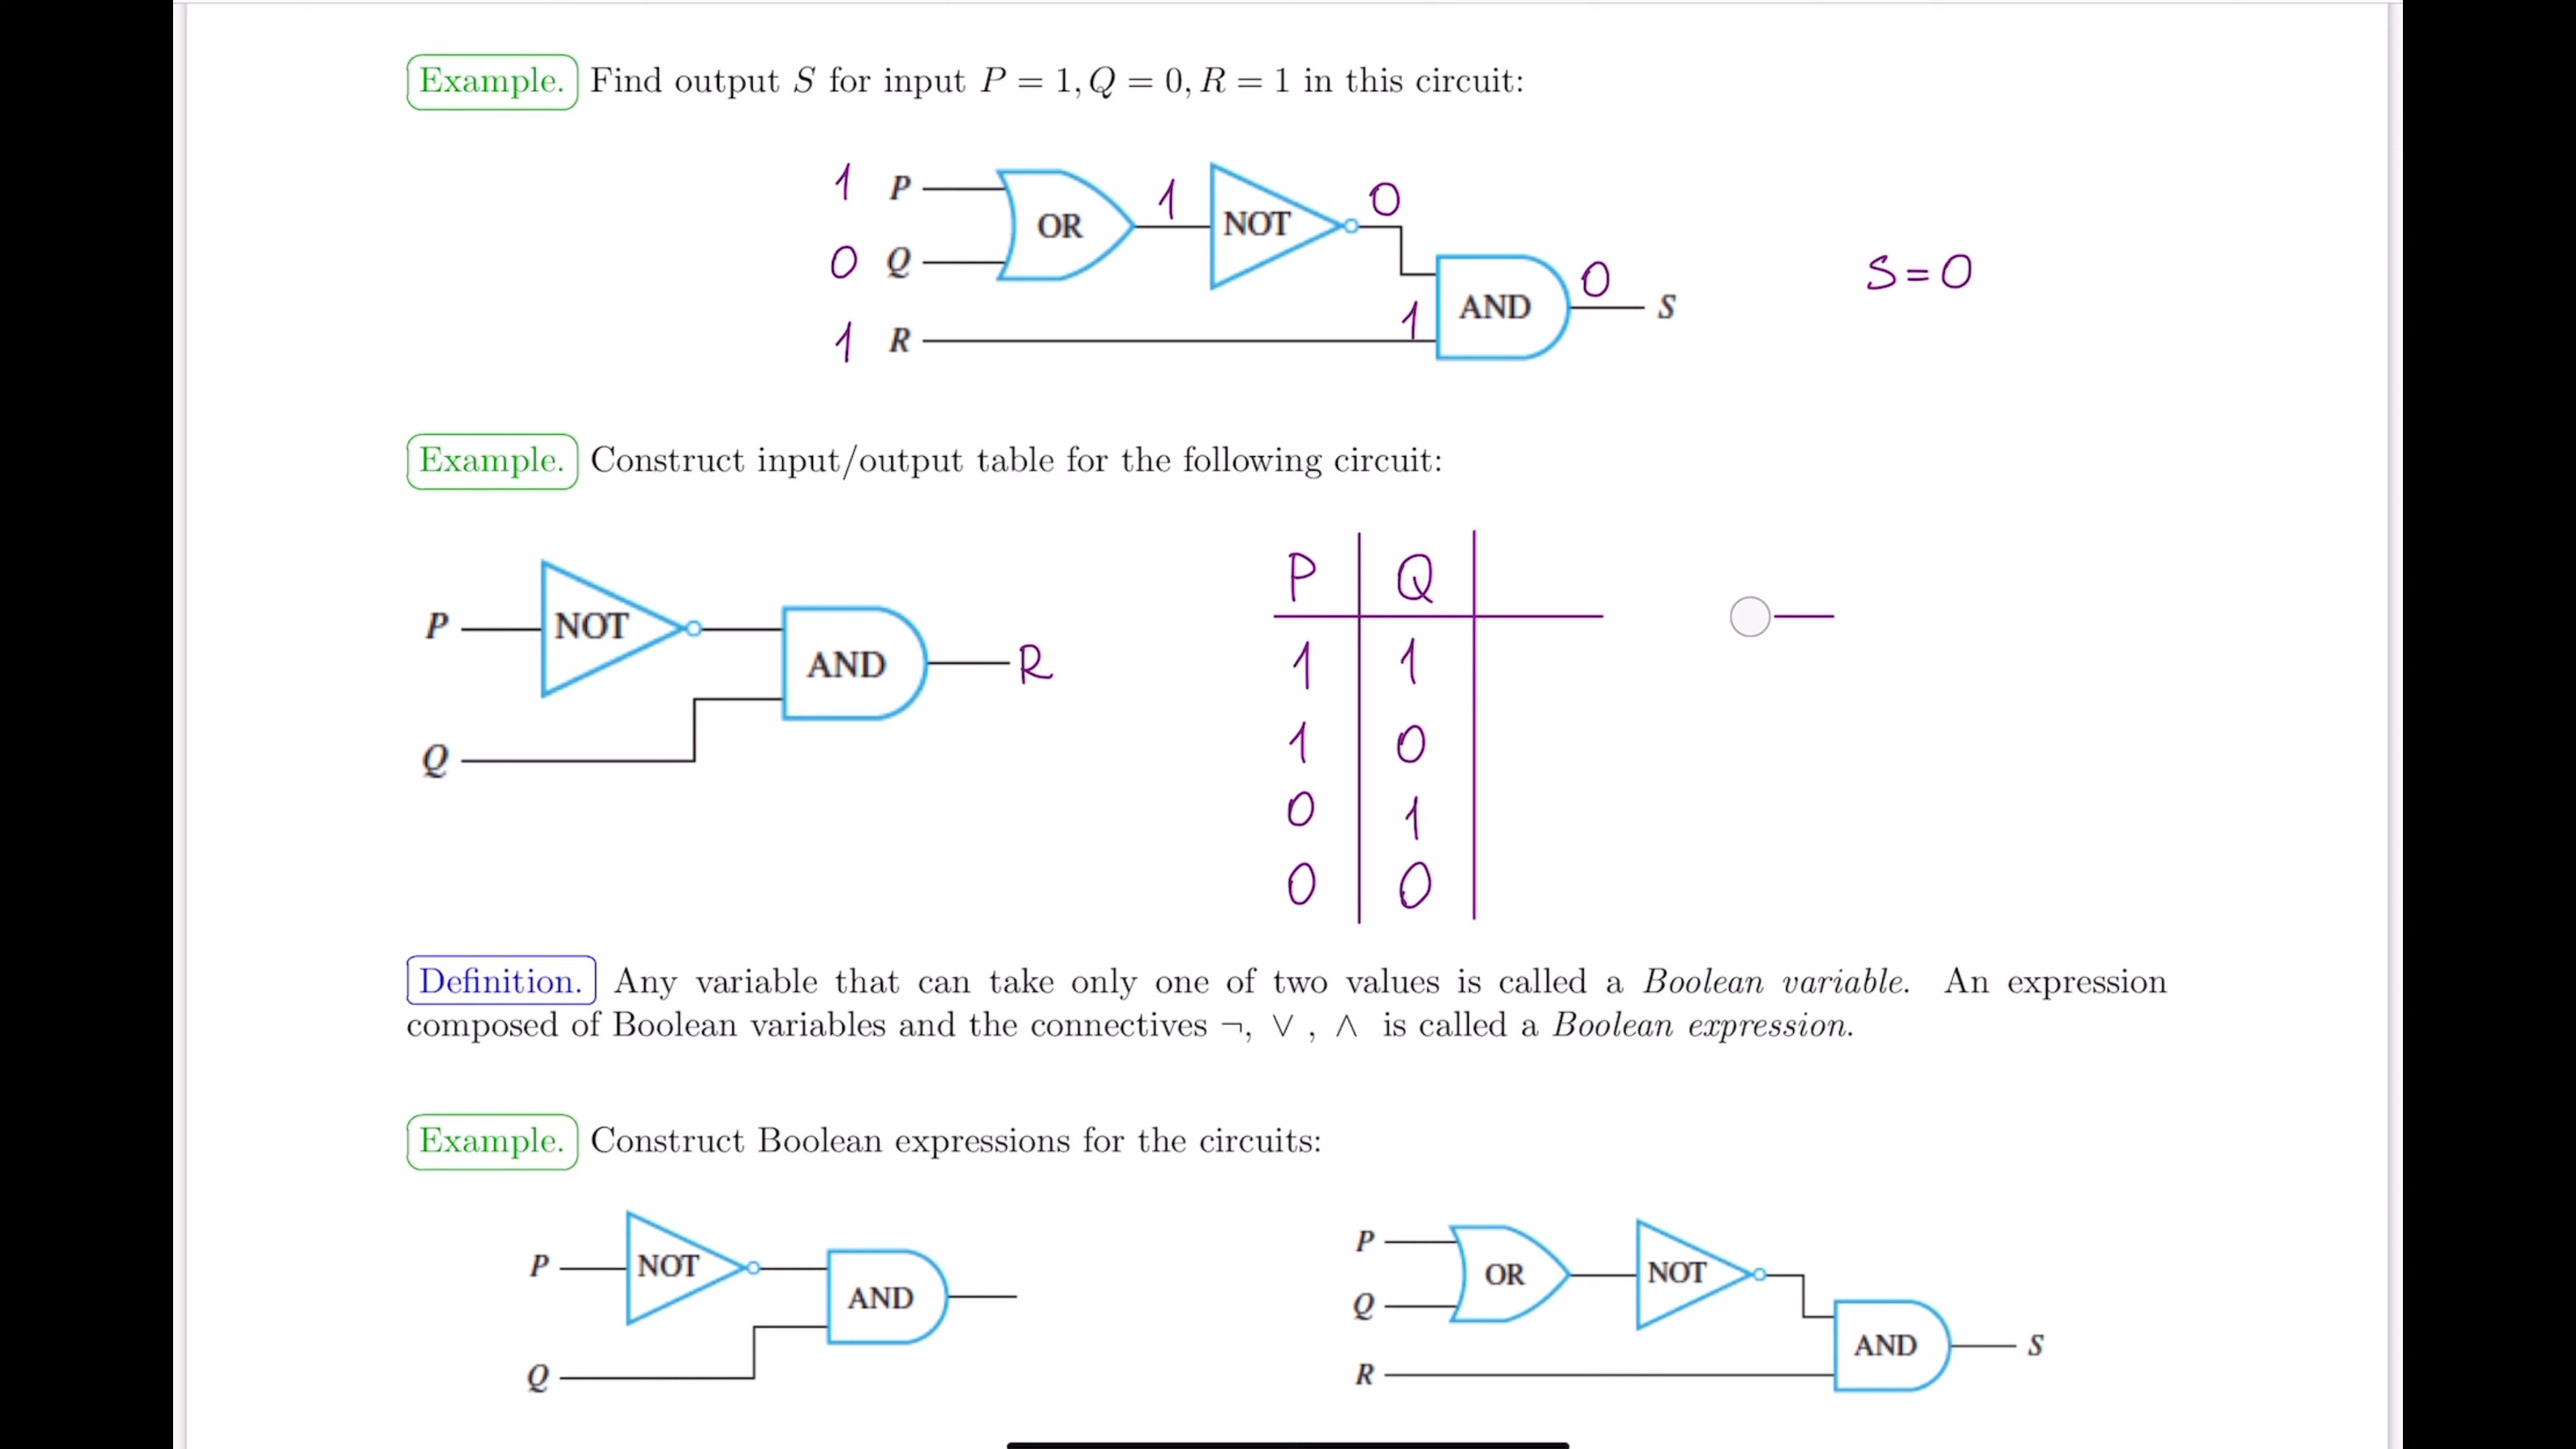 Example. Find output S for input P = 1, Q = 0, R = 1 in this circuit:
1 P
OR
1
NOT
0
0 Q
AND
0
S
S = 0
1
1 R
Example. Construct input/output table for the following circuit:
P
NOT
AND
R
Q
P Q
1 1
1 0
0 1
0 0
Definition. Any variable that can take only one of two values is called a Boolean variable. An expression
composed of Boolean variables and the connectives ¬, ∨ , ∧ is called a Boolean expression.
Example. Construct Boolean expressions for the circuits:
P
NOT
AND
Q
P
OR
NOT
Q
AND
S
R